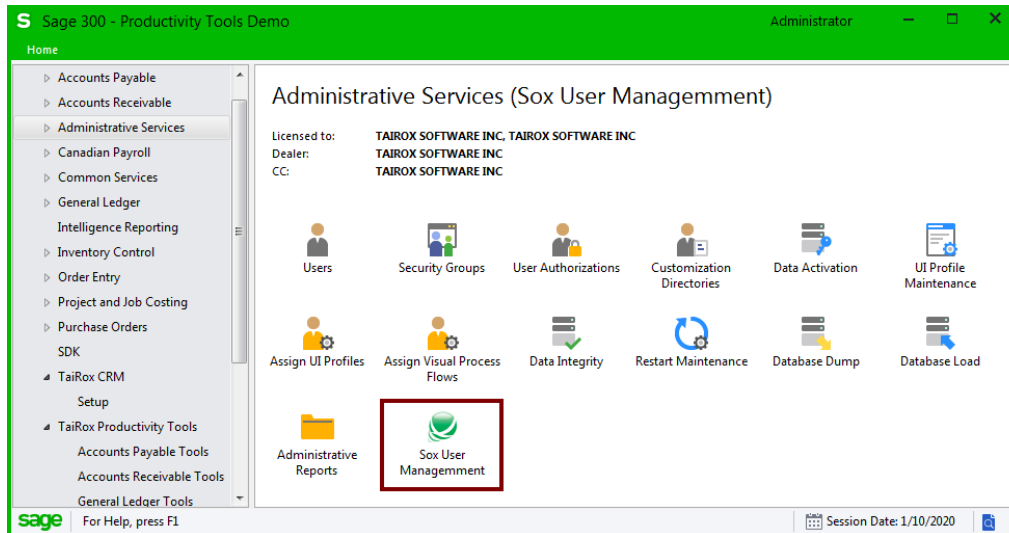 S Sage 300 - Productivity Tools Demo
Administrator
Home
Accounts Payable
Accounts Receivable
Administrative Services
Canadian Payroll
Common Services
General Ledger
Intelligence Reporting
Inventory Control
Order Entry
Project and Job Costing
Purchase Orders
SDK
TaiRox CRM
Setup
TaiRox Productivity Tools
Accounts Payable Tools
Accounts Receivable Tools
General Ledger Tools
Administrative Services (Sox User Managemment)
Licensed to: TAIROX SOFTWARE INC, TAIROX SOFTWARE INC
Dealer: TAIROX SOFTWARE INC
CC: TAIROX SOFTWARE INC
Users
Security Groups
User Authorizations
Customization
Directories
Data Activation
UI Profile
Maintenance
Assign UI Profiles
Assign Visual Process
Flows
Data Integrity
Restart Maintenance
Database Dump
Database Load
Administrative
Reports
Sox User
Managemment
sage For Help, press F1
Session Date: 1/10/2020